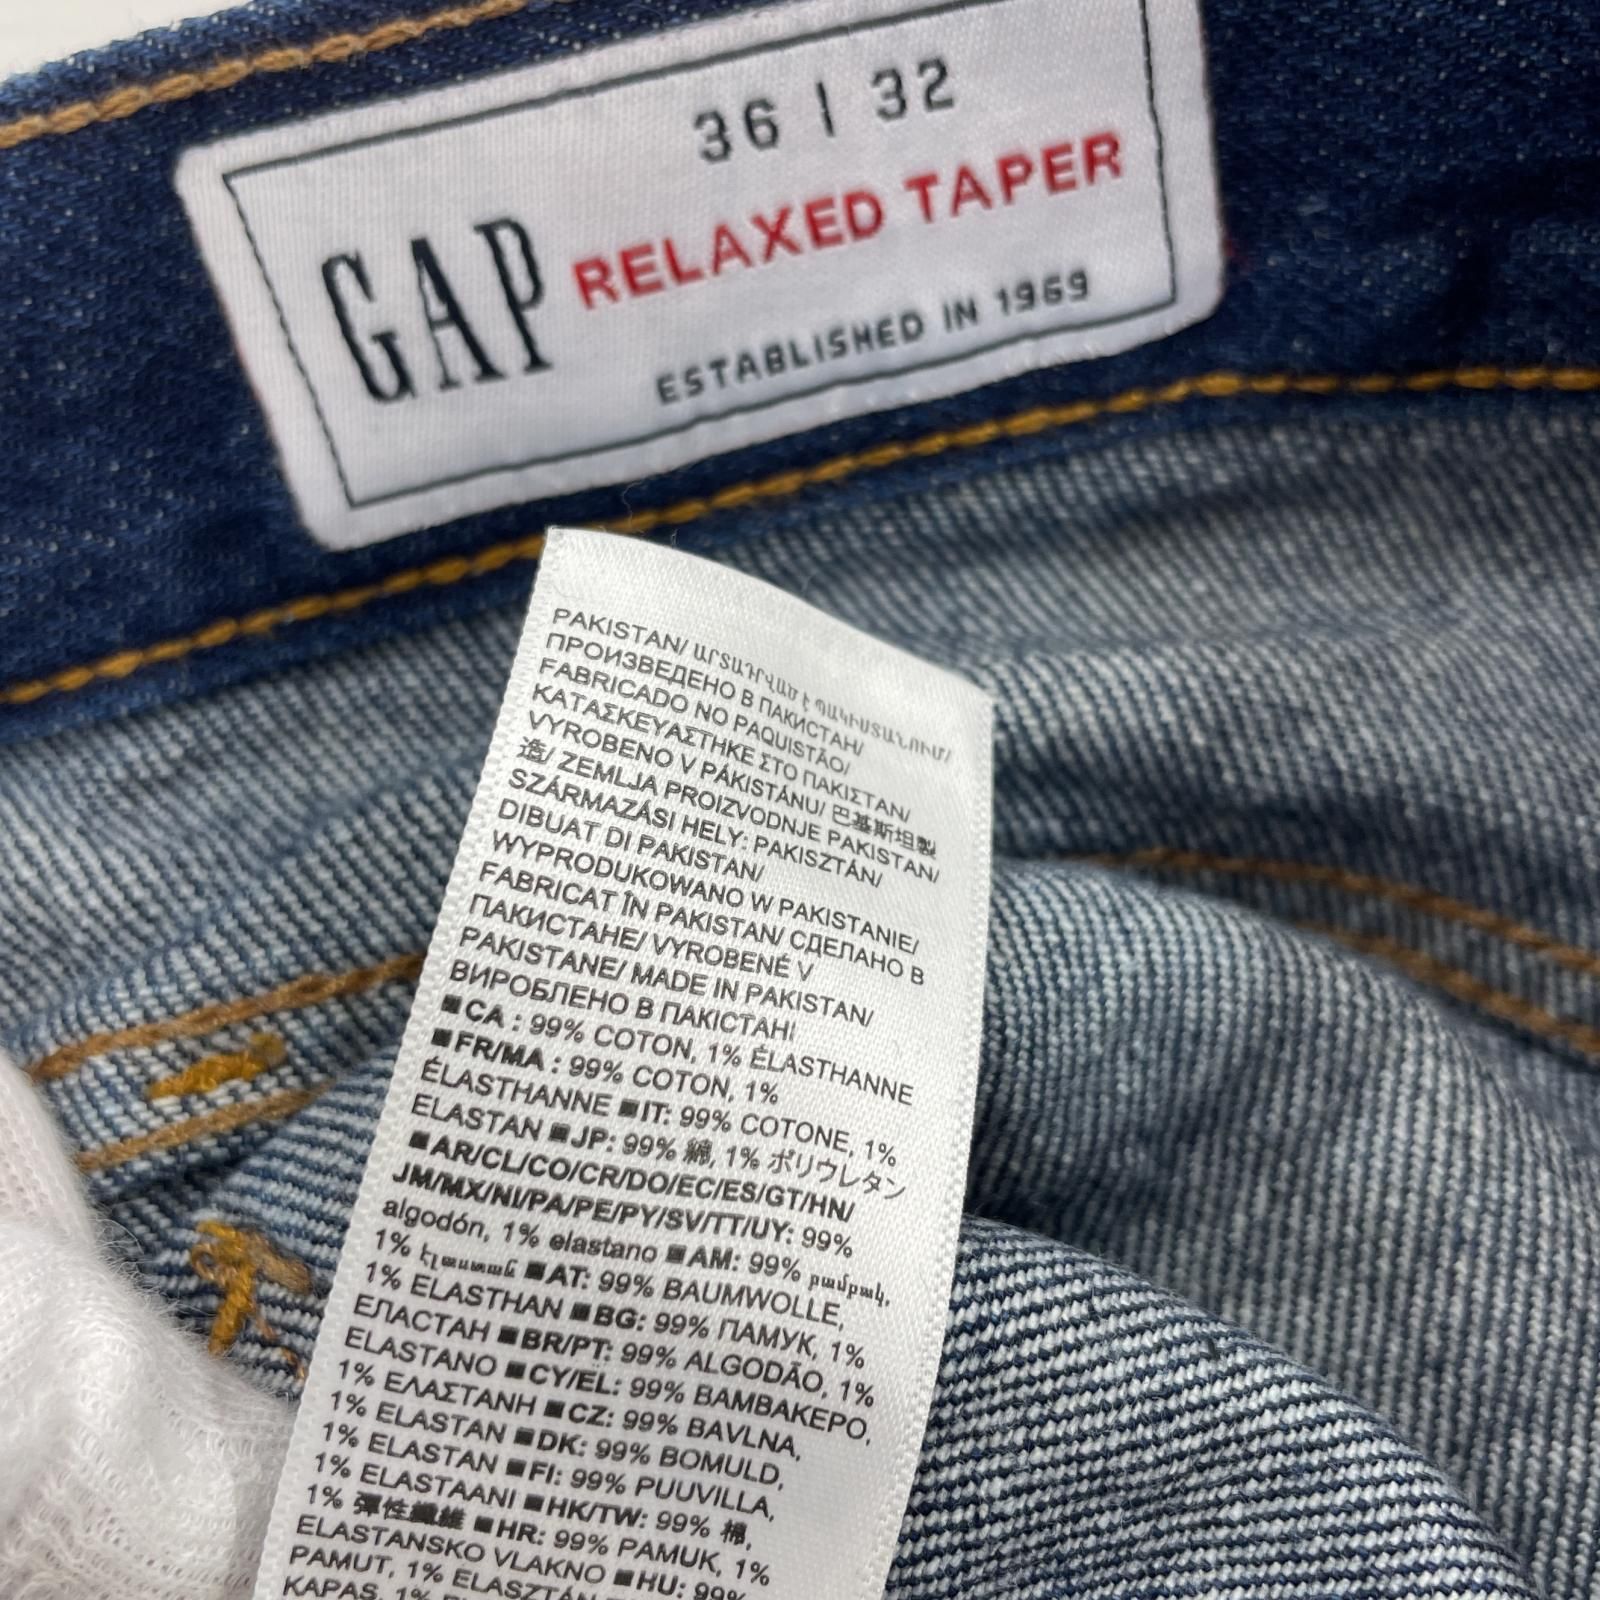 36 | 32
GAP RELAXED TAPER
ESTABLISHED IN 1969
PAKISTAN/ ԱՐՏԱԴՐՎԱԾ Է ՊԱԿԻՍՏԱՆՈՒՄ/
ПРОИЗВЕДЕНО В ПАКИСТАН/
FABRICADO NO PAQUISTÃO/
ΚΑΤΑΣΚΕΥΑΣΤΗΚΕ ΣΤΟ ΠΑΚΙΣΤΑΝ/
VYROBENO V PÁKISTÁNU/ 巴基斯坦製
造/ ZEMLJA PROIZVODNJE PAKISTAN/
SZÁRMAZÁSI HELY: PAKISZTÁN/
DIBUAT DI PAKISTAN/
WYPRODUKOWANO W PAKISTANIE/
FABRICAT ÎN PAKISTAN/ СДЕЛАНО В
ПАКИСТАНЕ/ VYROBENÉ V
PAKISTANE/ MADE IN PAKISTAN/
ВИРОБЛЕНО В ПАКІСТАНІ
■CA : 99% COTON, 1% ÉLASTHANNE
■FR/MA : 99% COTON, 1%
ÉLASTHANNE ■IT: 99% COTONE, 1%
ELASTAN ■JP: 99% 綿, 1% ポリウレタン
■AR/CL/CO/CR/DO/EC/ES/GT/HN/
JM/MX/NI/PA/PE/PY/SV/TT/UY: 99%
algodón, 1% elastano ■AM: 99% բամբակ,
1% էլաստան ■AT: 99% BAUMWOLLE,
1% ELASTHAN ■BG: 99% ПАМУК, 1%
ЕЛАСТАН ■BR/PT: 99% ALGODÃO, 1%
ELASTANO ■CY/EL: 99% ΒΑΜΒΑΚΕΡΟ,
1% ΕΛΑΣΤΑΝΗ ■CZ: 99% BAVLNA,
1% ELASTAN ■DK: 99% BOMULD,
1% ELASTAN ■FI: 99% PUUVILLA,
1% ELASTAANI ■HK/TW: 99% 棉,
1% 彈性纖維 ■HR: 99% PAMUK, 1%
ELASTANSKO VLAKNO ■HU: 99%
PAMUT, 1% ELASZTÁN
KAPAS, 1%